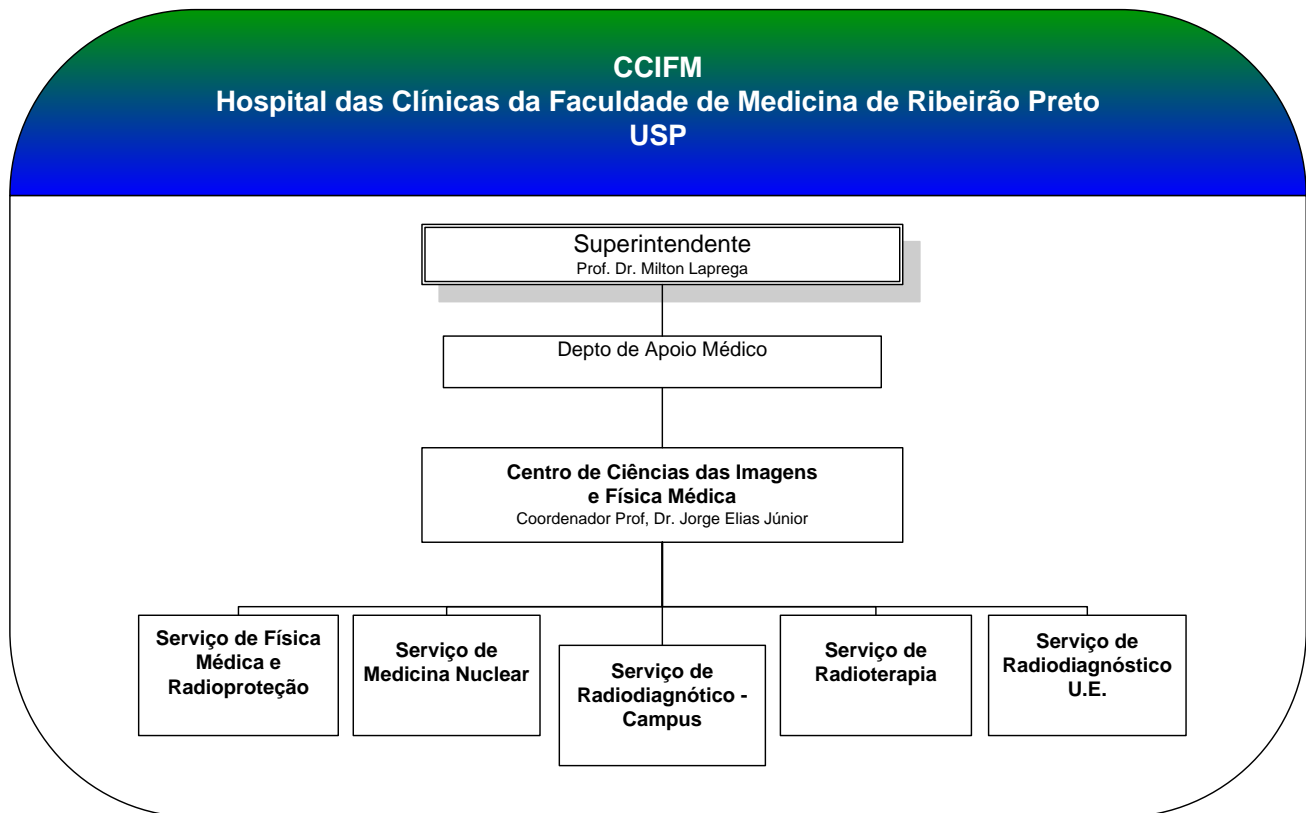 CCIFM
Hospital das Clínicas da Faculdade de Medicina de Ribeirão Preto
USP
Superintendente
Prof. Dr. Milton Laprega
Depto de Apoio Médico
Centro de Ciências das Imagens
e Física Médica
Coordenador Prof, Dr. Jorge Elias Júnior
Serviço de Física
Médica e
Radioproteção
Serviço de
Medicina Nuclear
Serviço de
Radiodiagnótico -
Campus
Serviço de
Radioterapia
Serviço de
Radiodiagnóstico
U.E.